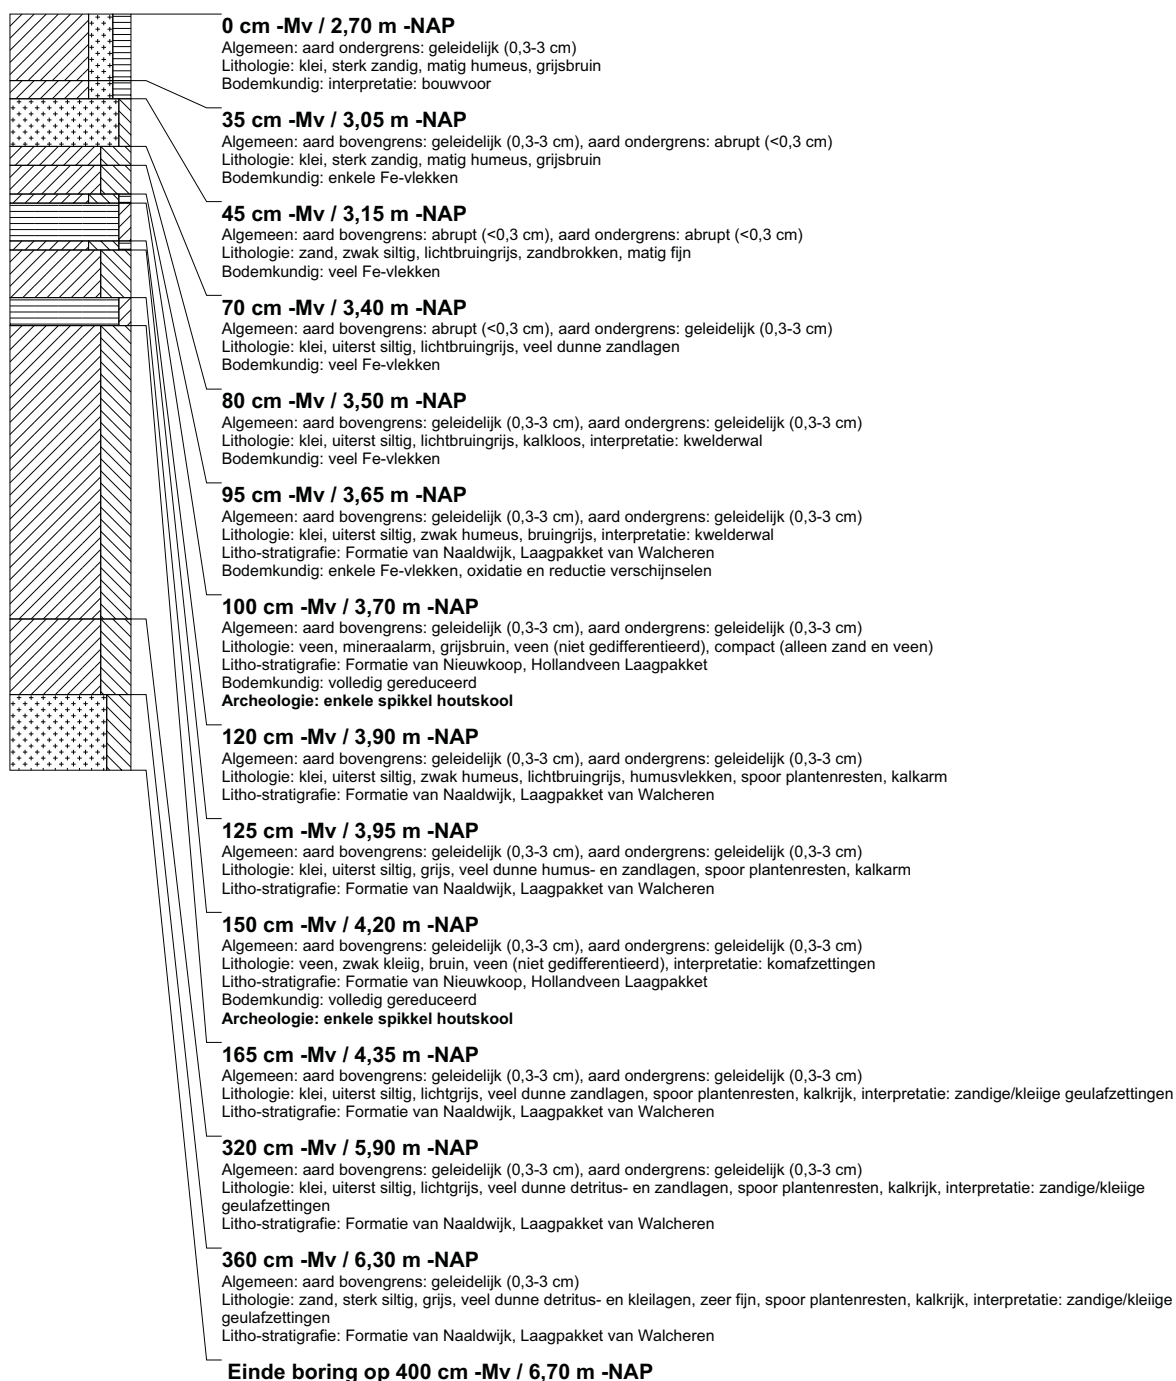 0 cm -Mv / 2,70 m -NAP
Algemeen: aard ondergrens: geleidelijk (0,3-3 cm)
Lithologie: klei, sterk zandig, matig humeus, grijsbruin
Bodemkundig: interpretatie: bouwvoor
35 cm -Mv / 3,05 m -NAP
Algemeen: aard bovengrens: geleidelijk (0,3-3 cm), aard ondergrens: abrupt (<0,3 cm)
Lithologie: klei, sterk zandig, matig humeus, grijsbruin
Bodemkundig: enkele Fe-vlekken
45 cm -Mv / 3,15 m -NAP
Algemeen: aard bovengrens: abrupt (<0,3 cm), aard ondergrens: abrupt (<0,3 cm)
Lithologie: zand, zwak siltig, lichtbruingrijs, zandbrokken, matig fijn
Bodemkundig: veel Fe-vlekken
70 cm -Mv / 3,40 m -NAP
Algemeen: aard bovengrens: abrupt (<0,3 cm), aard ondergrens: geleidelijk (0,3-3 cm)
Lithologie: klei, uiterst siltig, lichtbruingrijs, veel dunne zandlagen
Bodemkundig: veel Fe-vlekken
80 cm -Mv / 3,50 m -NAP
Algemeen: aard bovengrens: geleidelijk (0,3-3 cm), aard ondergrens: geleidelijk (0,3-3 cm)
Lithologie: klei, uiterst siltig, lichtbruingrijs, kalkloos, interpretatie: kwelderwal
Bodemkundig: veel Fe-vlekken
95 cm -Mv / 3,65 m -NAP
Algemeen: aard bovengrens: geleidelijk (0,3-3 cm), aard ondergrens: geleidelijk (0,3-3 cm)
Lithologie: klei, uiterst siltig, zwak humeus, bruingrijs, interpretatie: kwelderwal
Litho-stratigrafie: Formatie van Naaldwijk, Laagpakket van Walcheren
Bodemkundig: enkele Fe-vlekken, oxidatie en reductie verschijnselen
100 cm -Mv / 3,70 m -NAP
Algemeen: aard bovengrens: geleidelijk (0,3-3 cm), aard ondergrens: geleidelijk (0,3-3 cm)
Lithologie: veen, mineraalarm, grijsbruin, veen (niet gedifferentieerd), compact (alleen zand en veen)
Litho-stratigrafie: Formatie van Nieuwkoop, Hollandveen Laagpakket
Bodemkundig: volledig gereduceerd
Archeologie: enkele spikkel houtskool
120 cm -Mv / 3,90 m -NAP
Algemeen: aard bovengrens: geleidelijk (0,3-3 cm), aard ondergrens: geleidelijk (0,3-3 cm)
Lithologie: klei, uiterst siltig, zwak humeus, lichtbruingrijs, humusvlekken, spoor plantenresten, kalkarm
Litho-stratigrafie: Formatie van Naaldwijk, Laagpakket van Walcheren
125 cm -Mv / 3,95 m -NAP
Algemeen: aard bovengrens: geleidelijk (0,3-3 cm), aard ondergrens: geleidelijk (0,3-3 cm)
Lithologie: klei, uiterst siltig, grijs, veel dunne humus- en zandlagen, spoor plantenresten, kalkarm
Litho-stratigrafie: Formatie van Naaldwijk, Laagpakket van Walcheren
150 cm -Mv / 4,20 m -NAP
Algemeen: aard bovengrens: geleidelijk (0,3-3 cm), aard ondergrens: geleidelijk (0,3-3 cm)
Lithologie: veen, zwak kleiig, bruin, veen (niet gedifferentieerd), interpretatie: komafzettingen
Litho-stratigrafie: Formatie van Nieuwkoop, Hollandveen Laagpakket
Bodemkundig: volledig gereduceerd
Archeologie: enkele spikkel houtskool
165 cm -Mv / 4,35 m -NAP
Algemeen: aard bovengrens: geleidelijk (0,3-3 cm), aard ondergrens: geleidelijk (0,3-3 cm)
Lithologie: klei, uiterst siltig, lichtgrijs, veel dunne zandlagen, spoor plantenresten, kalkrijk, interpretatie: zandige/kleiige geulafzettingen
Litho-stratigrafie: Formatie van Naaldwijk, Laagpakket van Walcheren
320 cm -Mv / 5,90 m -NAP
Algemeen: aard bovengrens: geleidelijk (0,3-3 cm), aard ondergrens: geleidelijk (0,3-3 cm)
Lithologie: klei, uiterst siltig, lichtgrijs, veel dunne detritus- en zandlagen, spoor plantenresten, kalkrijk, interpretatie: zandige/kleiige
geulafzettingen
Litho-stratigrafie: Formatie van Naaldwijk, Laagpakket van Walcheren
360 cm -Mv / 6,30 m -NAP
Algemeen: aard bovengrens: geleidelijk (0,3-3 cm)
Lithologie: zand, sterk siltig, grijs, veel dunne detritus- en kleilagen, zeer fijn, spoor plantenresten, kalkrijk, interpretatie: zandige/kleiige
geulafzettingen
Litho-stratigrafie: Formatie van Naaldwijk, Laagpakket van Walcheren
Einde boring op 400 cm -Mv / 6,70 m -NAP